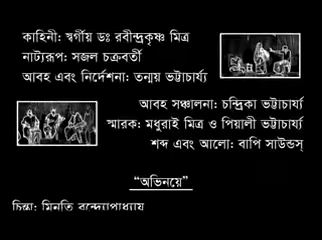 কাহিনী: স্বর্গীয় ডঃ রবীন্দ্রকৃষ্ণ মিত্র
নাট্যরূপ: সজল চক্রবর্তী
আবহ এবং নির্দেশনা: তন্ময় ভট্টাচার্য্য
আবহ সঞ্চালনা: চন্দ্রিকা ভট্টাচার্য্য
স্মারক: মধুরাই মিত্র ও পিয়ালী ভট্টাচার্য্য
শব্দ এবং আলো: বাপি সাউন্ডস্
“অভিনয়ে”
চিন্তা: মিনতি বন্দ্যোপাধ্যায়